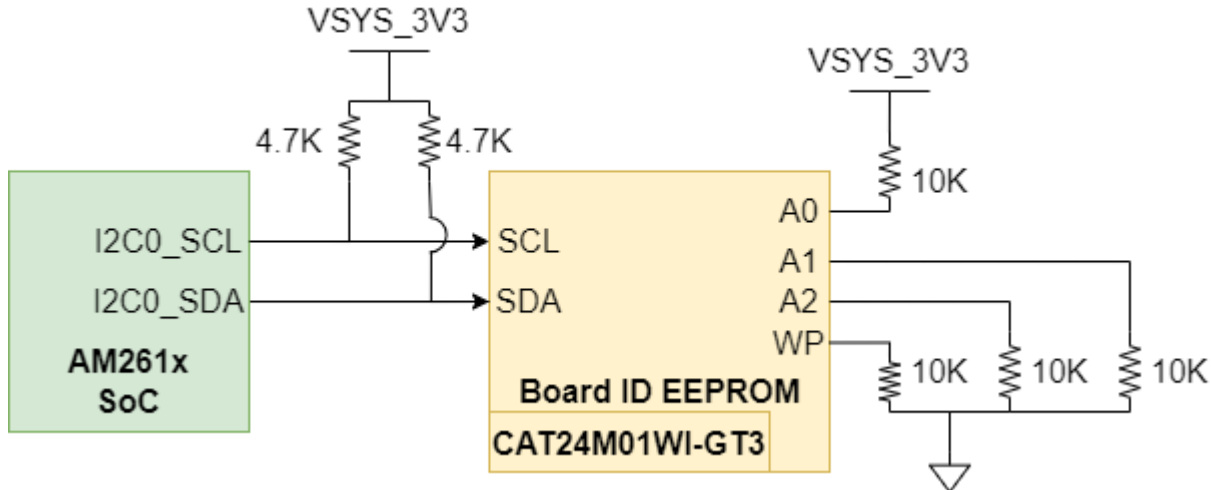 VSYS_3V3
VSYS_3V3
4.7K
4.7K
10K
I2C0_SCL
SCL
A0
A1
I2C0_SDA
SDA
A2
WP
AM261x
SoC
10K
10K
10K
Board ID EEPROM
CAT24M01WI-GT3